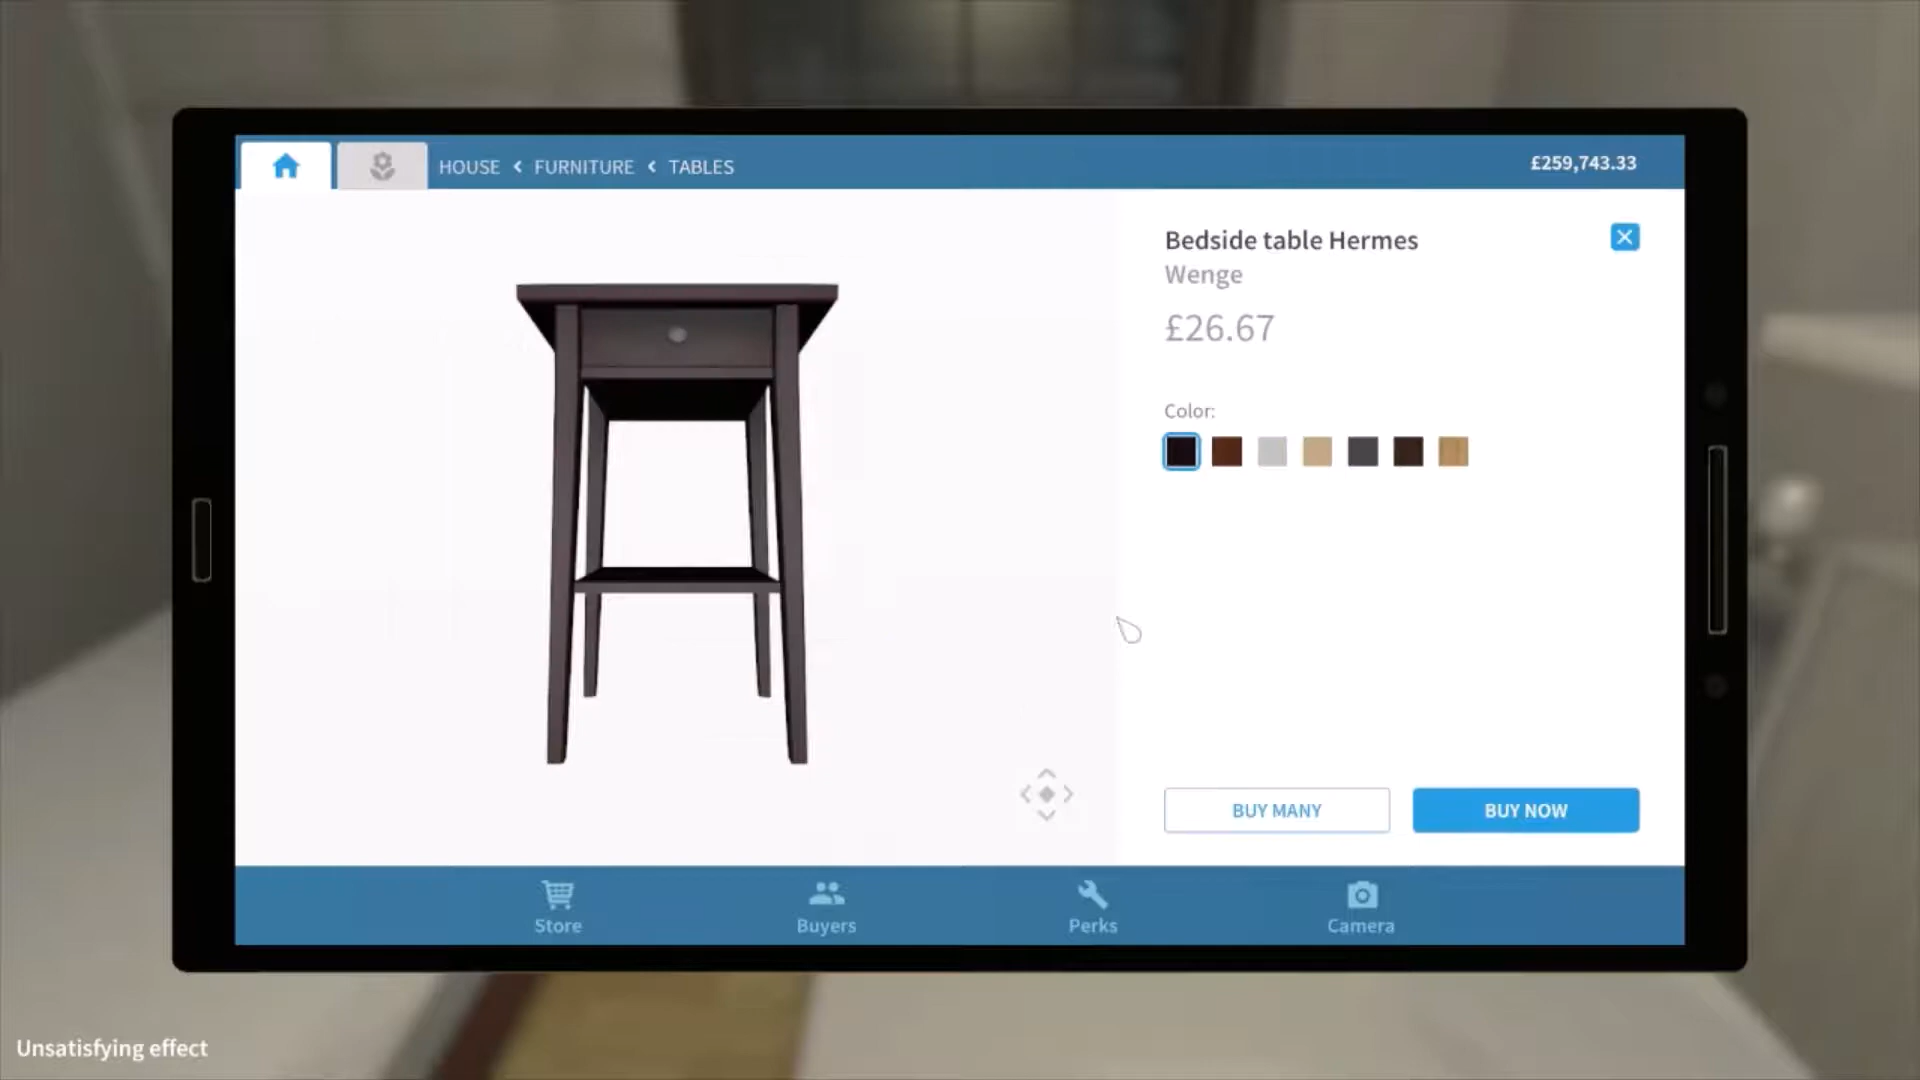 HOUSE < FURNITURE < TABLES
£259,743.33
Bedside table Hermes
Wenge
£26.67
Color:
BUY MANY
BUY NOW
Store
Buyers
Perks
Camera
Unsatisfying effect